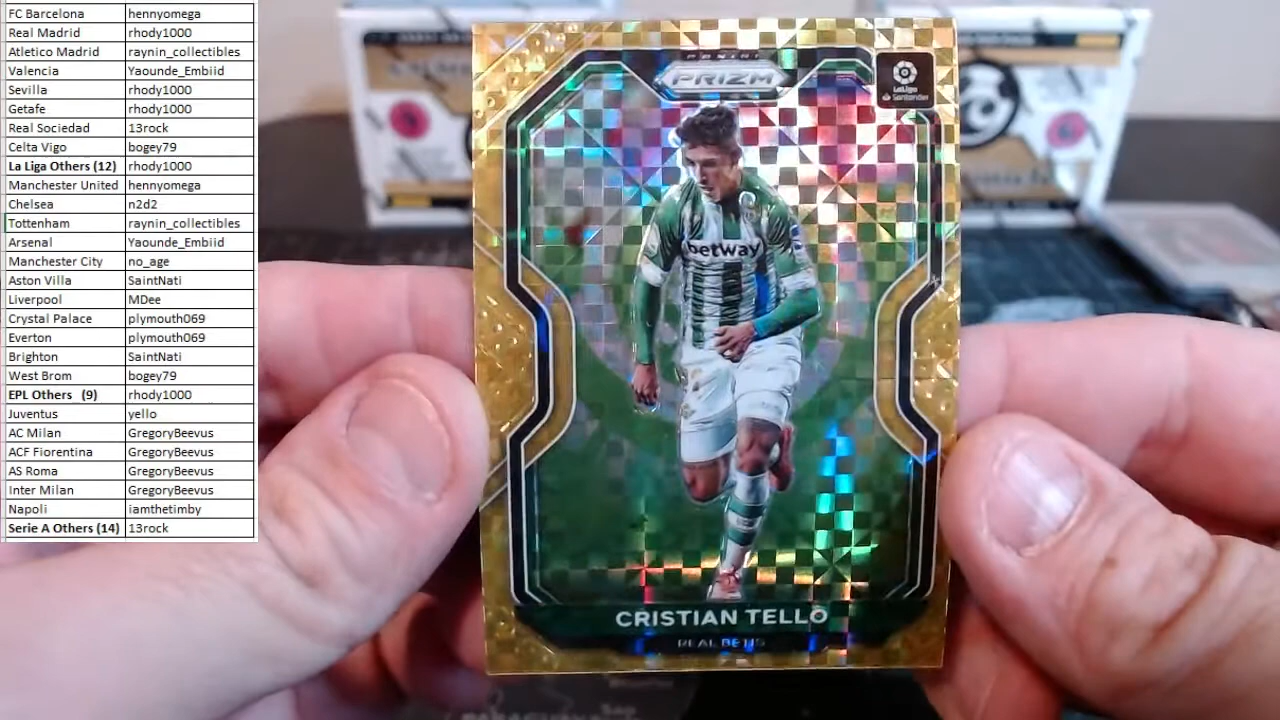 FC Barcelona hennyomega
Real Madrid rhody1000
Atletico Madrid raynin_collectibles
Valencia Yaounde_Embiid
Sevilla rhody1000
Getafe rhody1000
Real Sociedad 13rock
Celta Vigo bogey79
La Liga Others (12) rhody1000
Manchester United hennyomega
Chelsea n2d2
Tottenham raynin_collectibles
Arsenal Yaounde_Embiid
Manchester City no_age
Aston Villa SaintNati
Liverpool MDee
Crystal Palace plymouth069
Everton plymouth069
Brighton SaintNati
West Brom bogey79
EPL Others (9) rhody1000
Juventus yello
AC Milan GregoryBeevus
ACF Fiorentina GregoryBeevus
AS Roma GregoryBeevus
Inter Milan GregoryBeevus
Napoli iamthetimby
Serie A Others (14) 13rock
PANINI
PRIZM
LaLiga
Santander
betway
CRISTIAN TELLO
REAL BETIS